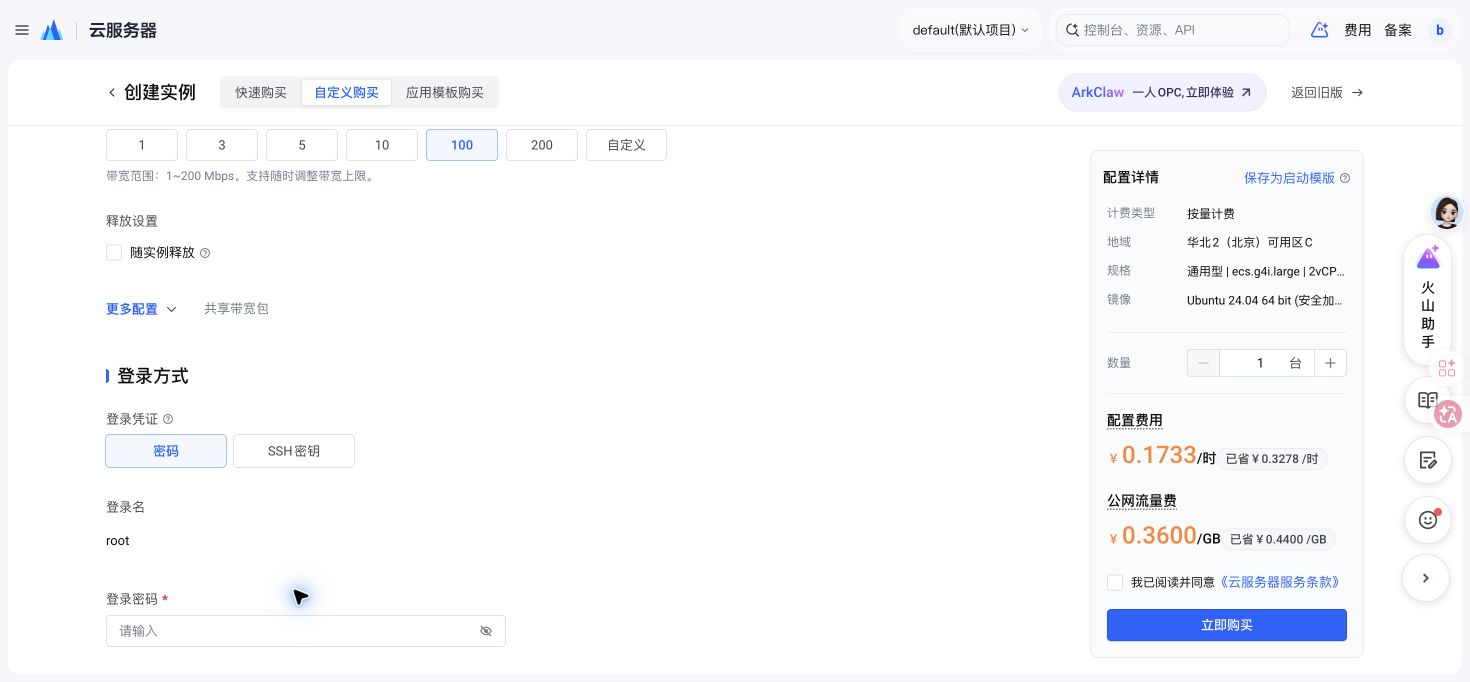 云服务器
default(默认项目)
控制台、资源、API
费用
备案
b
创建实例
快速购买
自定义购买
应用模板购买
ArkClaw 一人OPC,立即体验
返回旧版
1
3
5
10
100
200
自定义
带宽范围：1~200 Mbps。支持随时调整带宽上限。
释放设置
随实例释放
更多配置
共享带宽包
登录方式
登录凭证
密码
SSH 密钥
登录名
root
登录密码 *
请输入
配置详情
保存为启动模版
计费类型
按量计费
地域
华北2（北京）可用区C
规格
通用型 | ecs.g4i.large | 2vCP...
镜像
Ubuntu 24.04 64 bit (安全加...
数量
1 台
配置费用
¥ 0.1733/时 已省 ¥ 0.3278 /时
公网流量费
¥ 0.3600/GB 已省 ¥ 0.4400 /GB
我已阅读并同意《云服务器服务条款》
立即购买
火
山
助
手